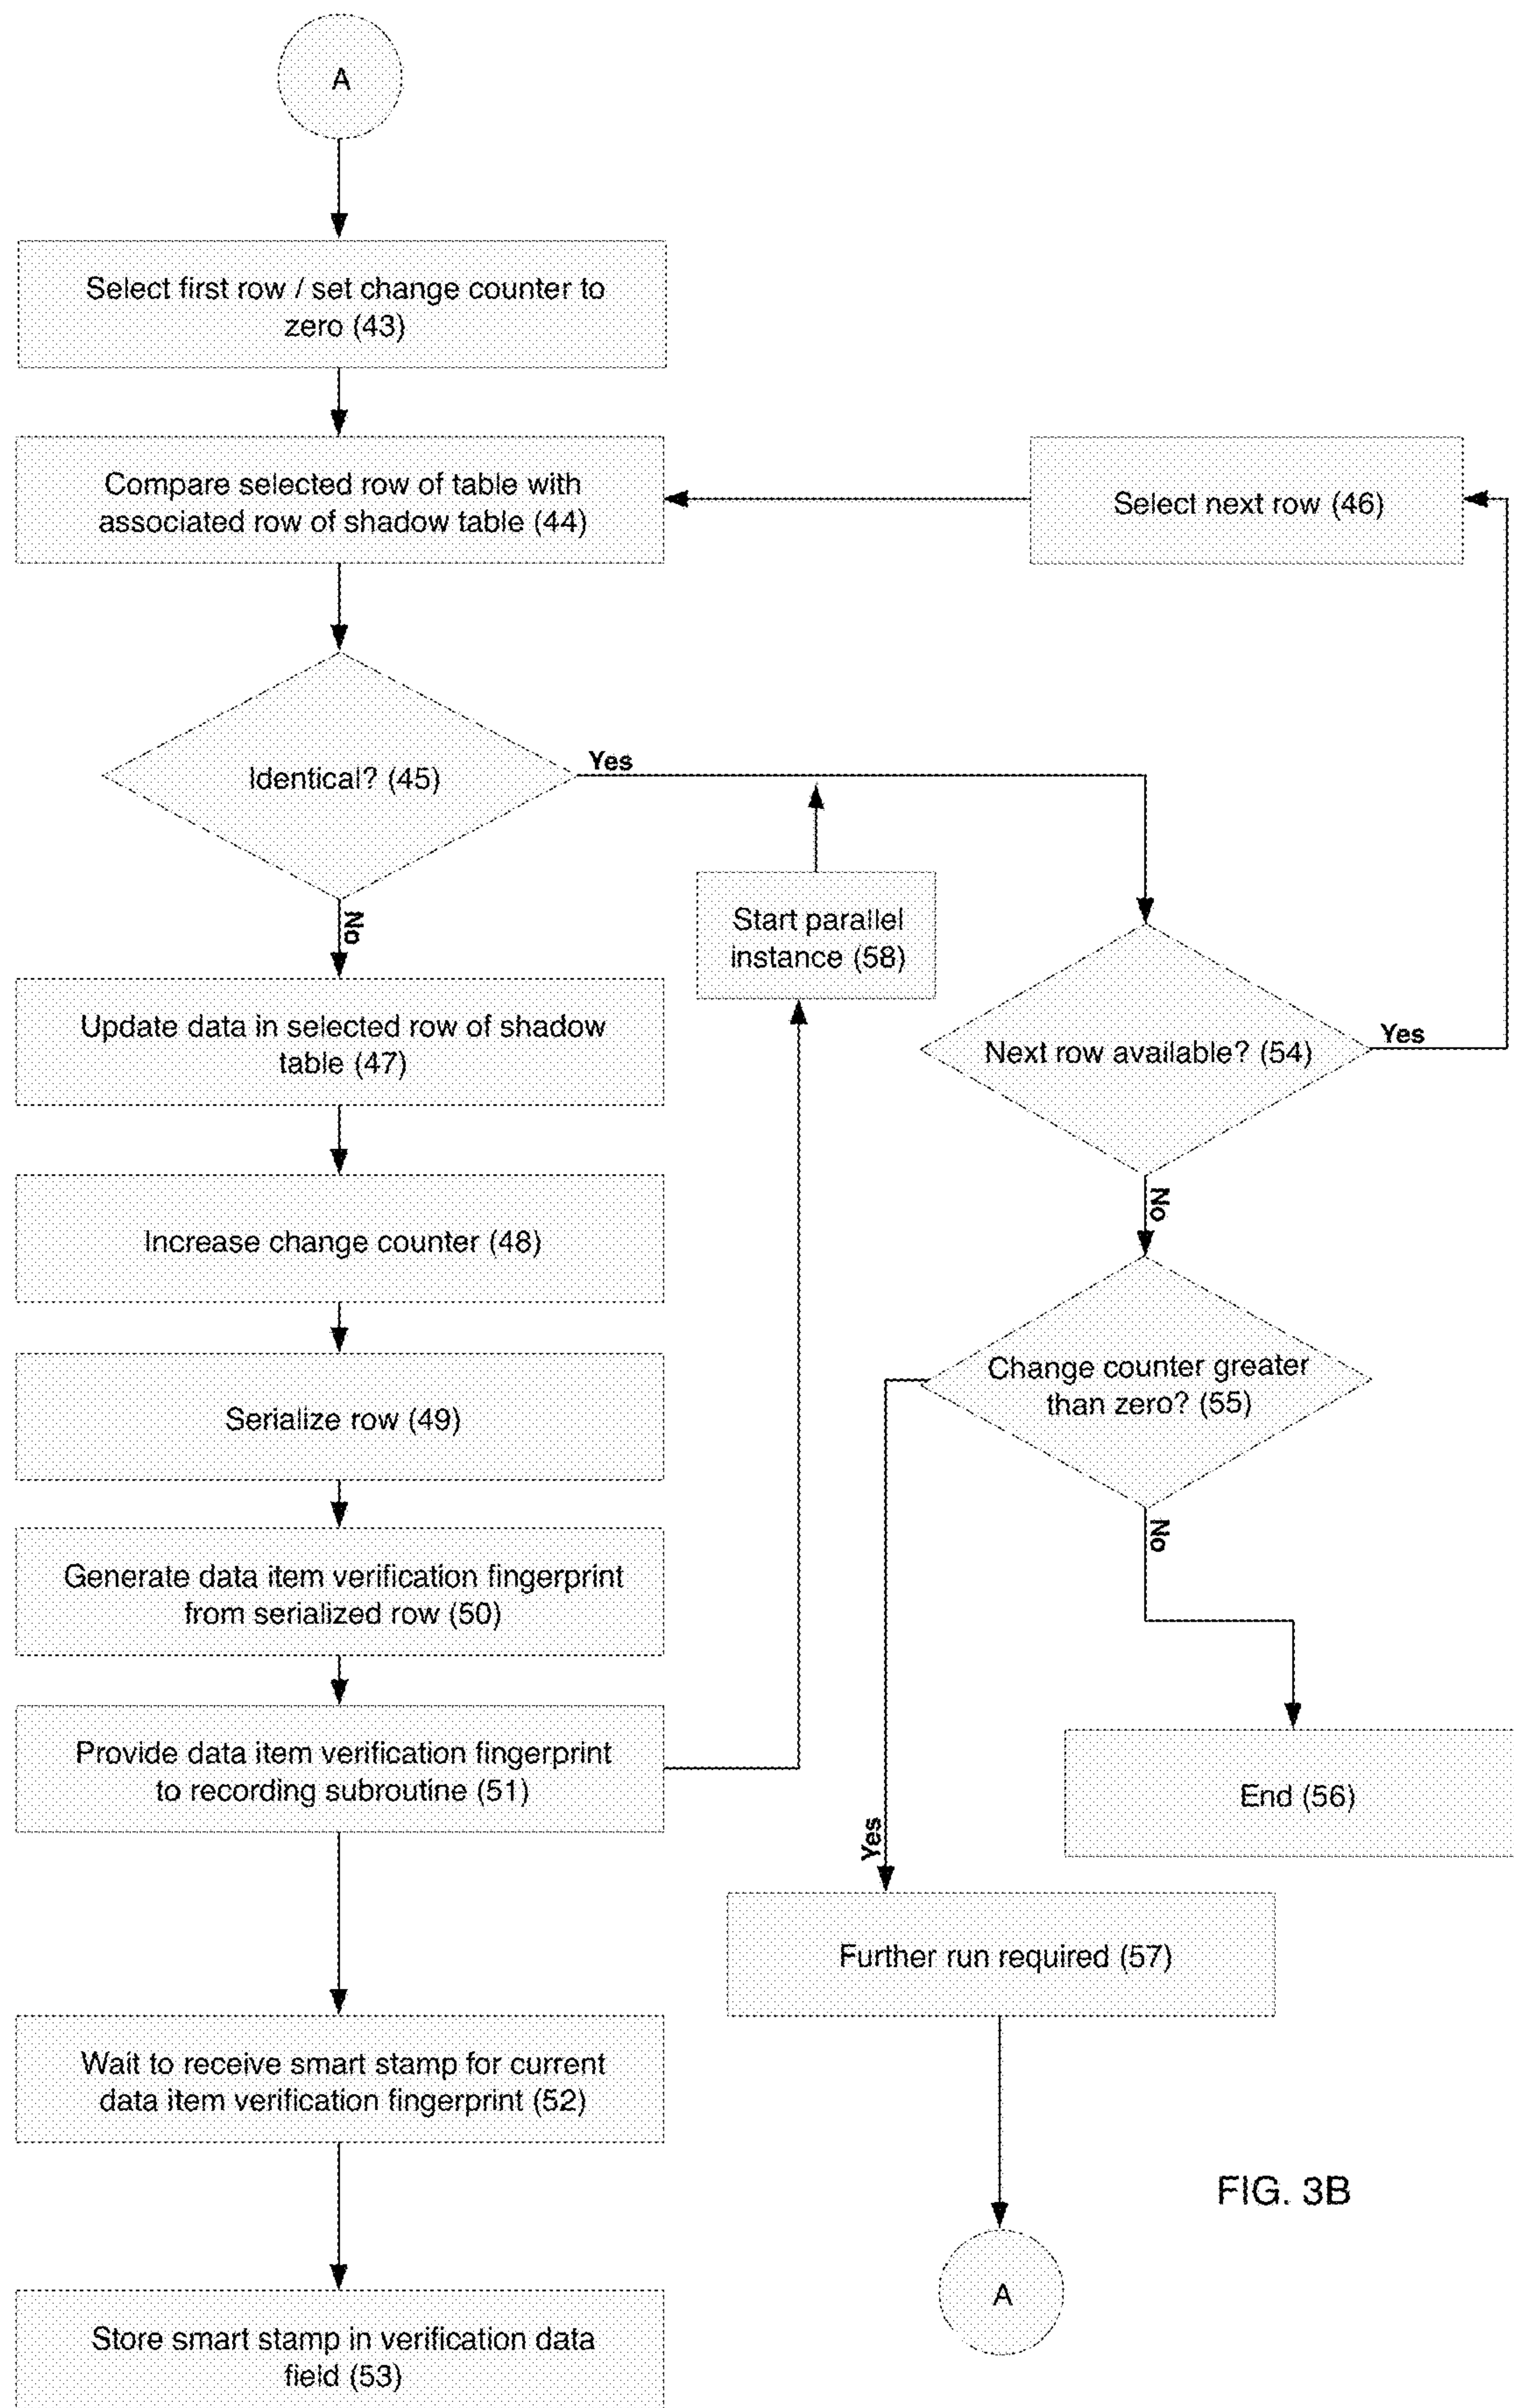 A
Select first row / set change counter to
zero (43)
Compare selected row of table with
associated row of shadow table (44)
Select next row (46)
Identical? (45)
Yes
No
Start parallel
instance (58)
Update data in selected row of shadow
table (47)
Next row available? (54)
Yes
No
Increase change counter (48)
Change counter greater
than zero? (55)
Serialize row (49)
No
Generate data item verification fingerprint
from serialized row (50)
Provide data item verification fingerprint
to recording subroutine (51)
End (56)
Yes
Further run required (57)
Wait to receive smart stamp for current
data item verification fingerprint (52)
FIG. 3B
A
Store smart stamp in verification data
field (53)